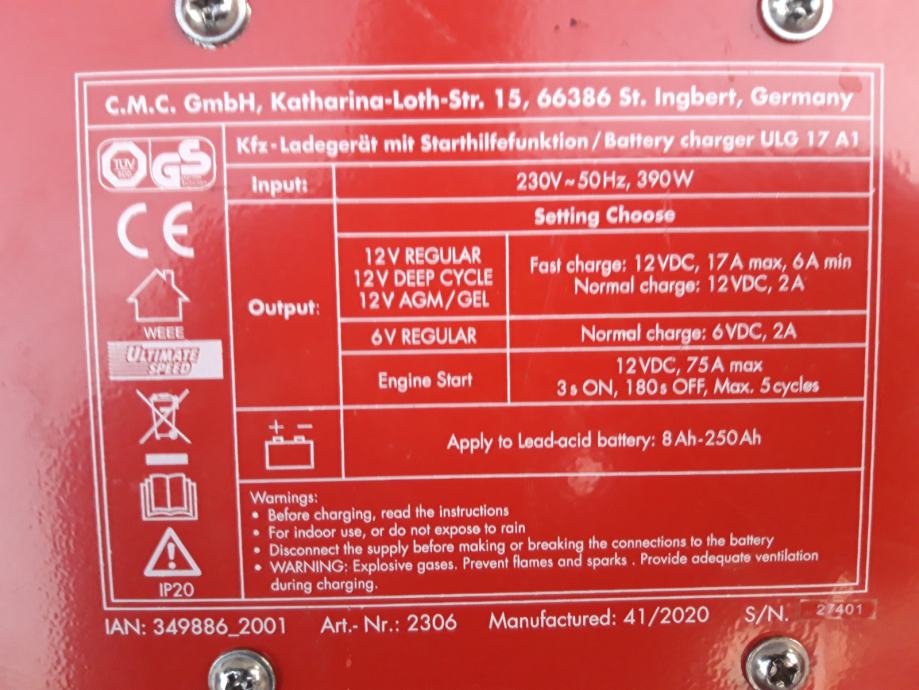 C.M.C. GmbH, Katharina-Loth-Str. 15, 66386 St. Ingbert, Germany
TÜV
SÜD
GS
Kfz-Ladegerät mit Starthilfefunktion/Battery charger ULG 17 A1
Input:
230V~50Hz, 390W
CE
Output:
Setting Choose
12V REGULAR
12V DEEP CYCLE
12V AGM/GEL
Fast charge: 12VDC, 17A max, 6A min
Normal charge: 12VDC, 2A
6V REGULAR
Normal charge: 6VDC, 2A
Engine Start
12VDC, 75A max
3s ON, 180s OFF, Max. 5cycles
WEEE
ULTIMATE
SPEED
+ −
Apply to Lead-acid battery: 8Ah-250Ah
Warnings:
• Before charging, read the instructions
• For indoor use, or do not expose to rain
• Disconnect the supply before making or breaking the connections to the battery
• WARNING: Explosive gases. Prevent flames and sparks . Provide adequate ventilation
during charging.
IP20
IAN: 349886_2001 Art.- Nr.: 2306 Manufactured: 41/2020 S/N. 27401